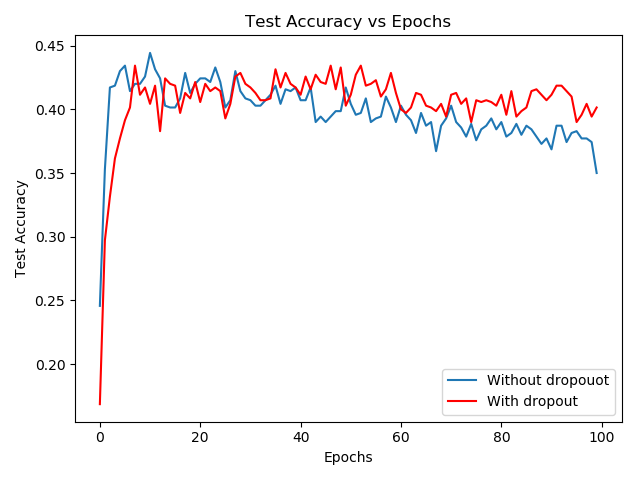 Test Accuracy vs Epochs
0.45
0.40
0.35
0.30
0.25
0.20
Test Accuracy
0 20 40 60 80 100
Epochs
Without dropouot
With dropout